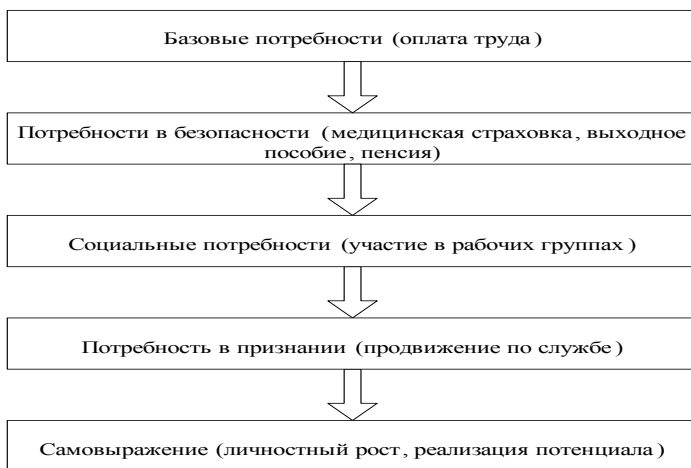 Базовые потребности (оплата труда)
Потребности в безопасности (медицинская страховка, выходное
пособие, пенсия)
Социальные потребности (участие в рабочих группах)
Потребность в признании (продвижение по службе)
Самовыражение (личностный рост, реализация потенциала)